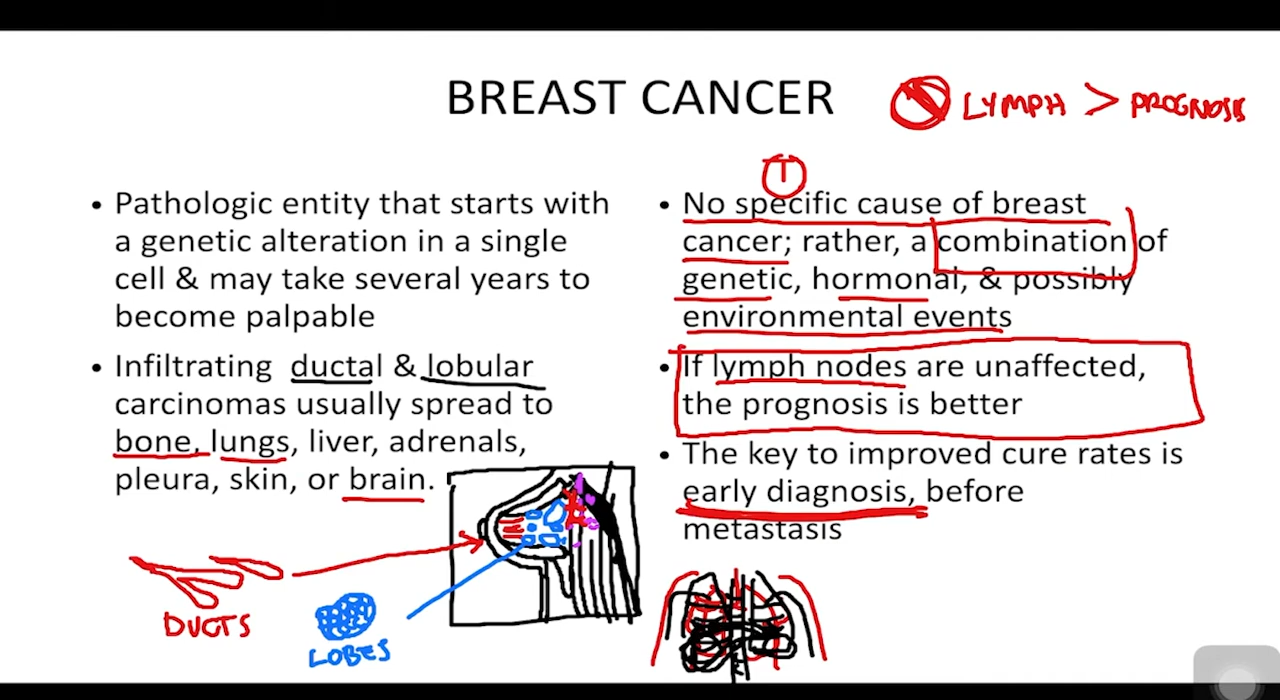 BREAST CANCER
LYMPH > PROGNOSIS
• Pathologic entity that starts with
a genetic alteration in a single
cell & may take several years to
become palpable
• Infiltrating ductal & lobular
carcinomas usually spread to
bone, lungs, liver, adrenals,
pleura, skin, or brain.
DUCTS
LOBES
1
• No specific cause of breast
cancer; rather, a combination of
genetic, hormonal, & possibly
environmental events
• If lymph nodes are unaffected,
the prognosis is better
• The key to improved cure rates is
early diagnosis, before
metastasis